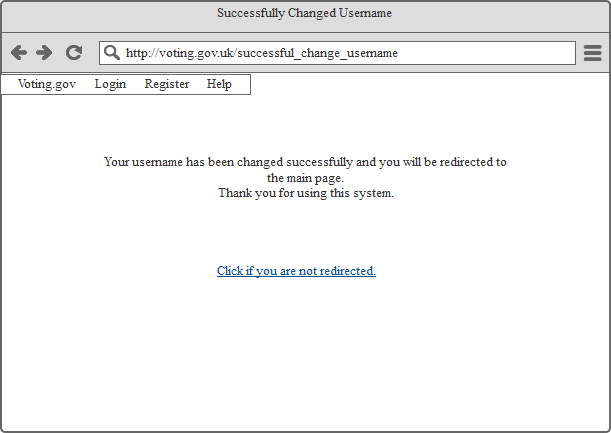 Successfully Changed Username
http://voting.gov.uk/successful_change_username
Voting.gov Login Register Help
Your username has been changed successfully and you will be redirected to
the main page.
Thank you for using this system.
Click if you are not redirected.